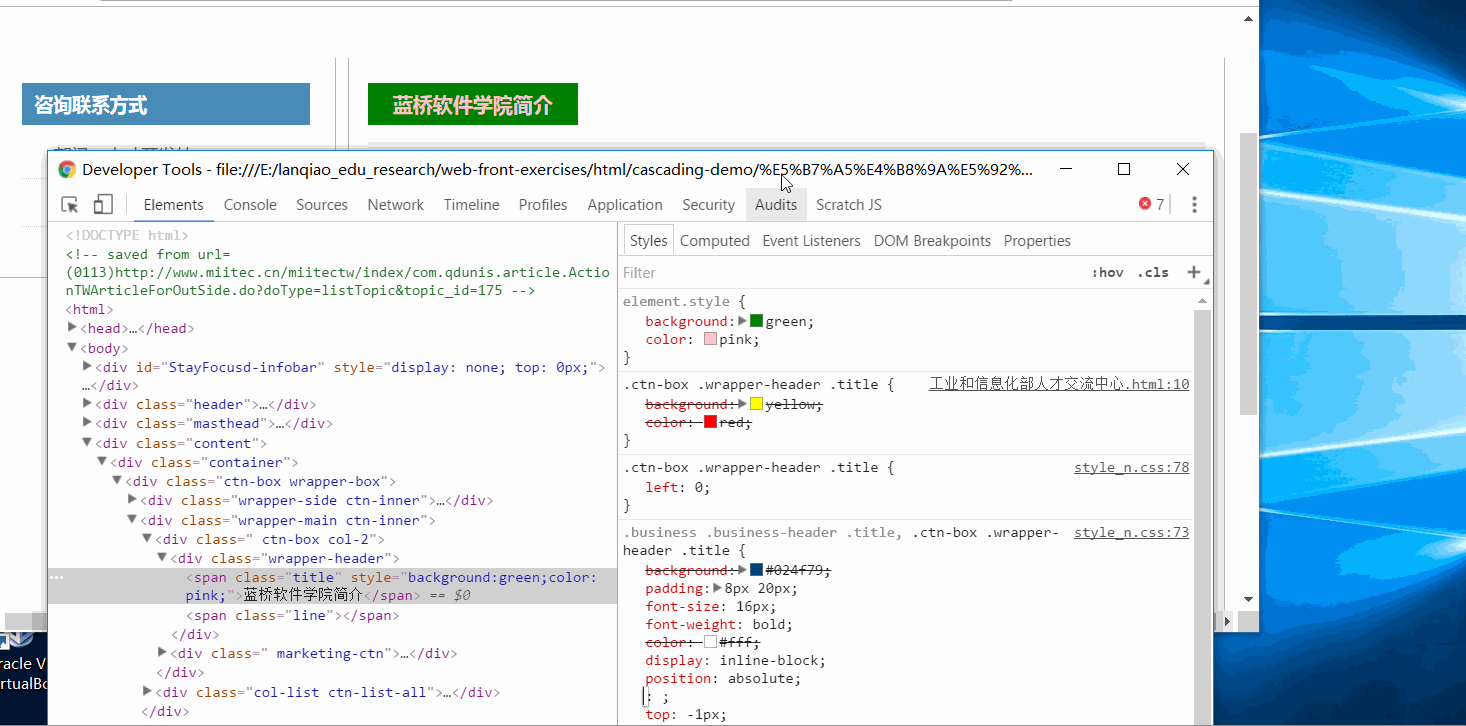 咨询联系方式
蓝桥软件学院简介
Developer Tools - file:///E:/lanqiao_edu_research/web-front-exercises/html/cascading-demo/%E5%B7%A5%E4%B8%9A%E5%92%...
Elements Console Sources Network Timeline Profiles Application Security Audits Scratch JS 7
<!DOCTYPE html>
<!-- saved from url=
(0113)http://www.miitec.cn/miitectw/index/com.qdunis.article.Actio
nTWArticleForOutSide.do?doType=listTopic&topic_id=175 -->
<html>
<head>…</head>
<body>
<div id="StayFocusd-infobar" style="display: none; top: 0px;">
…</div>
<div class="header">…</div>
<div class="masthead">…</div>
<div class="content">
<div class="container">
<div class="ctn-box wrapper-box">
<div class="wrapper-side ctn-inner">…</div>
<div class="wrapper-main ctn-inner">
<div class=" ctn-box col-2">
<div class="wrapper-header">
<span class="title" style="background:green;color:
pink;">蓝桥软件学院简介</span> == $0
<span class="line"></span>
</div>
<div class=" marketing-ctn">…</div>
</div>
<div class="col-list ctn-list-all">…</div>
</div>
Styles Computed Event Listeners DOM Breakpoints Properties
Filter :hov .cls +
element.style {
background: green;
color: pink;
}
.ctn-box .wrapper-header .title { 工业和信息化部人才交流中心.html:10
background: yellow;
color: red;
}
.ctn-box .wrapper-header .title { style_n.css:78
left: 0;
}
.business .business-header .title, .ctn-box .wrapper- style_n.css:73
header .title {
background: #024f79;
padding: 8px 20px;
font-size: 16px;
font-weight: bold;
color: #fff;
display: inline-block;
position: absolute;
: ;
top: -1px;
racle V
rtualBo